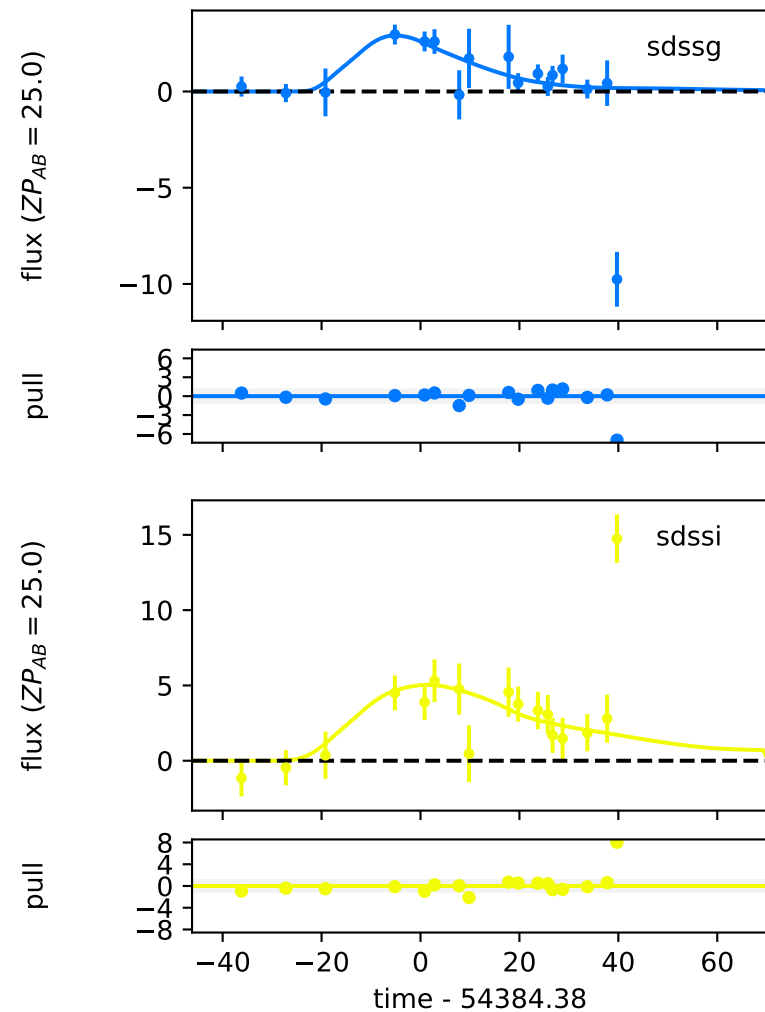 sdssg
flux (ZP_AB = 25.0)
0
−5
−10
pull
6
3
0
−3
−6
sdssi
flux (ZP_AB = 25.0)
15
10
5
0
pull
8
4
0
−4
−8
−40 −20 0 20 40 60
time - 54384.38